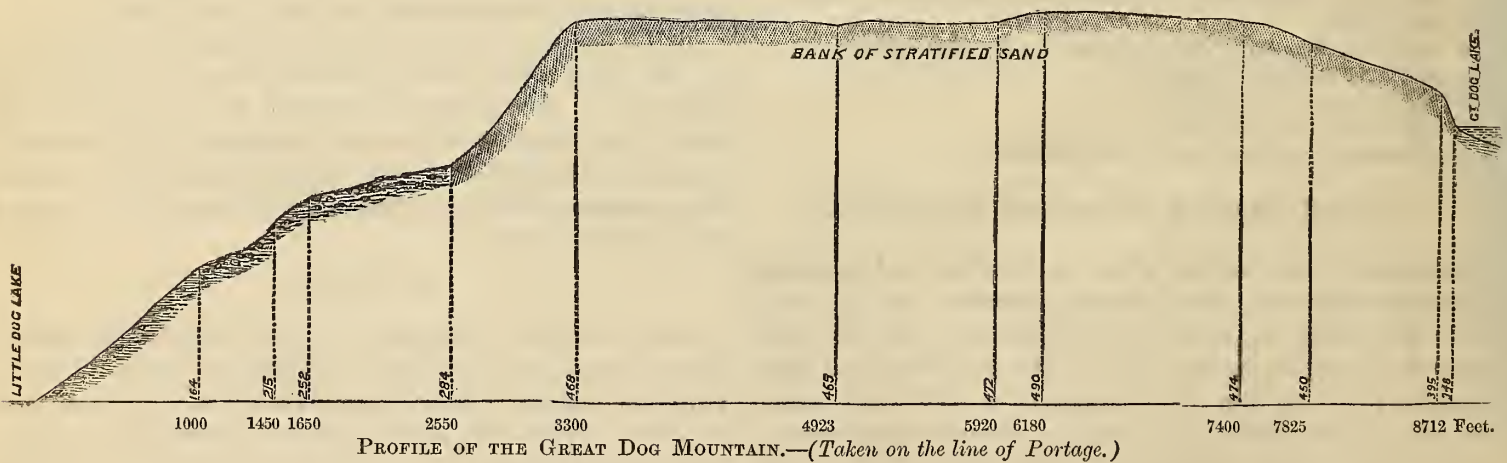 BANK OF STRATIFIED SAND
GT DOG LAKE.
LITTLE DOG LAKE
164 215 252 284 468 465 472 490 474 450 395 248
1000 1450 1650 2550 3300 4923 5920 6180 7400 7825 8712 Feet.
PROFILE OF THE GREAT DOG MOUNTAIN.—(Taken on the line of Portage.)